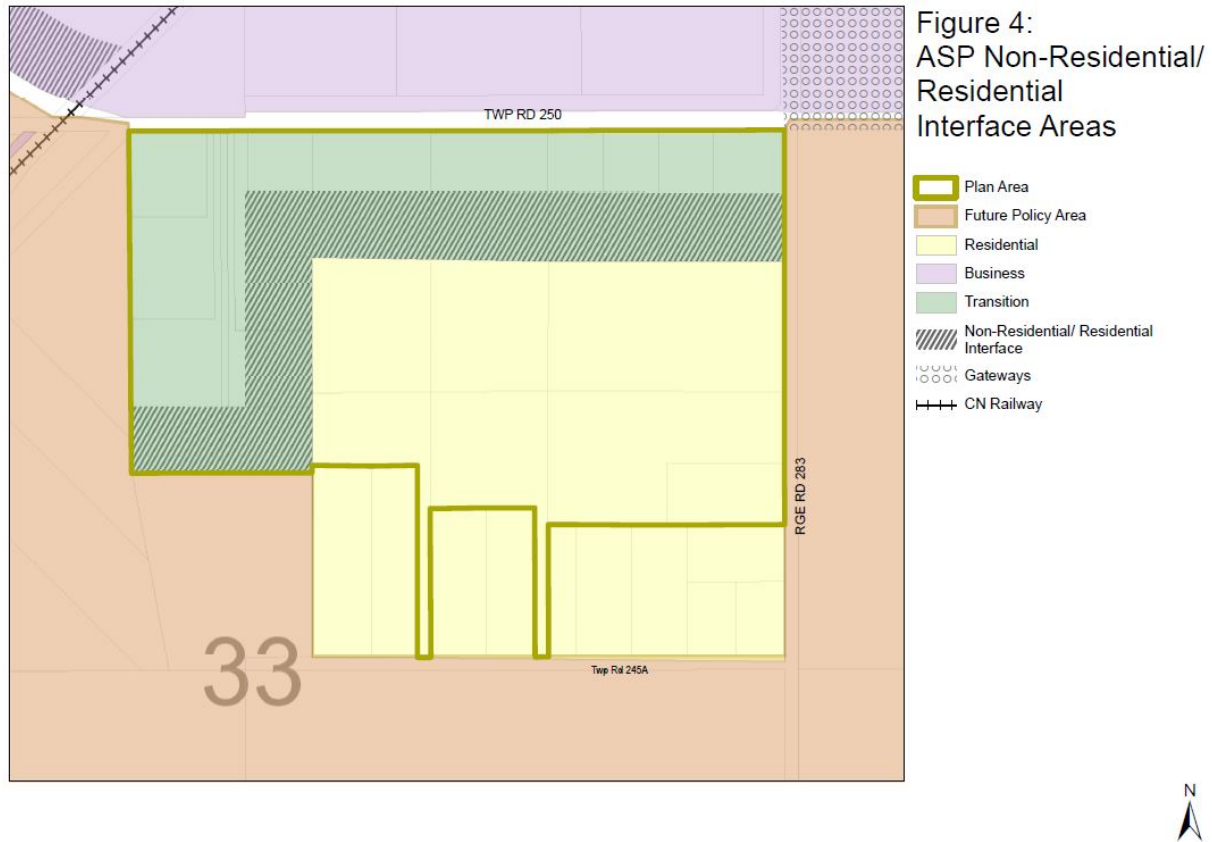 Figure 4:
ASP Non-Residential/
Residential
Interface Areas
Plan Area
Future Policy Area
Residential
Business
Transition
Non-Residential/ Residential
Interface
Gateways
CN Railway
TWP RD 250
RGE RD 283
33
Twp Rd 245A
N